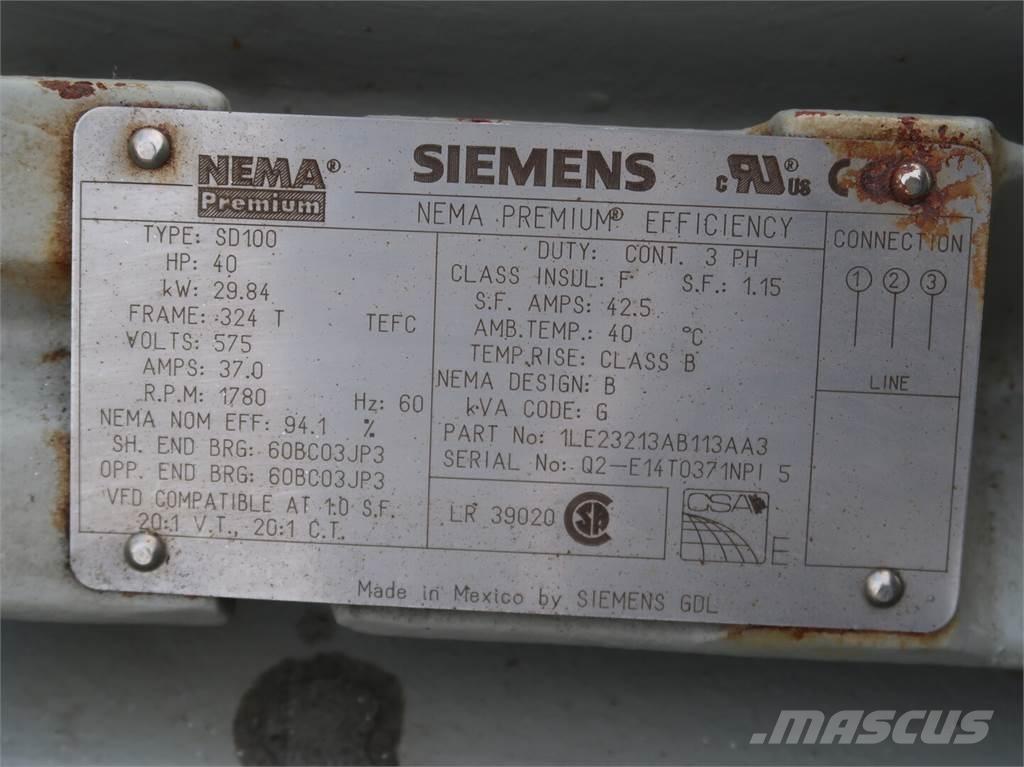 NEMA® Premium
SIEMENS
c RU® US CE
NEMA PREMIUM® EFFICIENCY
TYPE: SD100
HP: 40
kW: 29.84
FRAME: 324 T TEFC
VOLTS: 575
AMPS: 37.0
R.P.M: 1780 Hz: 60
NEMA NOM EFF: 94.1 %
SH. END BRG: 60BC03JP3
OPP. END BRG: 60BC03JP3
VFD COMPATIBLE AT 1.0 S.F.
20:1 V.T., 20:1 C.T.
DUTY: CONT. 3 PH
CLASS INSUL: F S.F.: 1.15
S.F. AMPS: 42.5
AMB.TEMP.: 40 °C
TEMP.RISE: CLASS B
NEMA DESIGN: B
kVA CODE: G
PART No: 1LE23213AB113AA3
SERIAL No: Q2-E14T0371NPI 5
LR 39020 SA
CSA
E
CONNECTION
1 2 3
LINE
Made in Mexico by SIEMENS GDL
MASCUS